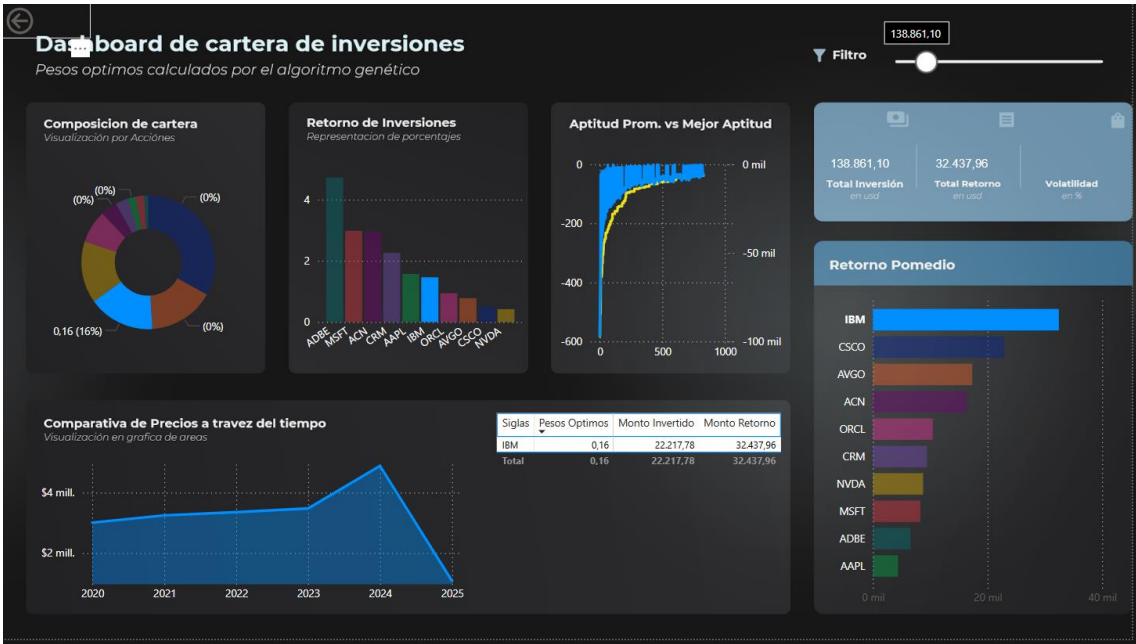 Dashboard de cartera de inversiones
Pesos optimos calculados por el algoritmo genético
Filtro
138.861,10
Composicion de cartera
Visualización por Acciónes
(0%)
(0%)
(0%)
0,16 (16%)
(0%)
Retorno de Inversiones
Representacion de porcentajes
4
2
0
ADBE
MSFT
ACN
CRM
AAPL
IBM
ORCL
AVGO
CSCO
NVDA
Aptitud Prom. vs Mejor Aptitud
0
-200
-400
-600
0 mil
-50 mil
-100 mil
0
500
1000
138.861,10
32.437,96
Total Inversión
Total Retorno
Volatilidad
en usd
en usd
en %
Retorno Pomedio
IBM
CSCO
AVGO
ACN
ORCL
CRM
NVDA
MSFT
ADBE
AAPL
0 mil
20 mil
40 mil
Comparativa de Precios a travez del tiempo
Visualización en grafica de areas
$4 mill.
$2 mill.
2020
2021
2022
2023
2024
2025
Siglas Pesos Optimos Monto Invertido Monto Retorno
IBM 0,16 22.217,78 32.437,96
Total 0,16 22.217,78 32.437,96